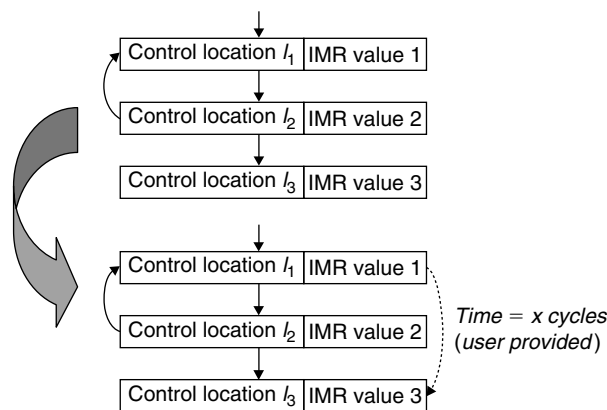 Control location l₁ IMR value 1
Control location l₂ IMR value 2
Control location l₃ IMR value 3
Control location l₁ IMR value 1
Control location l₂ IMR value 2
Control location l₃ IMR value 3
Time = x cycles
(user provided)